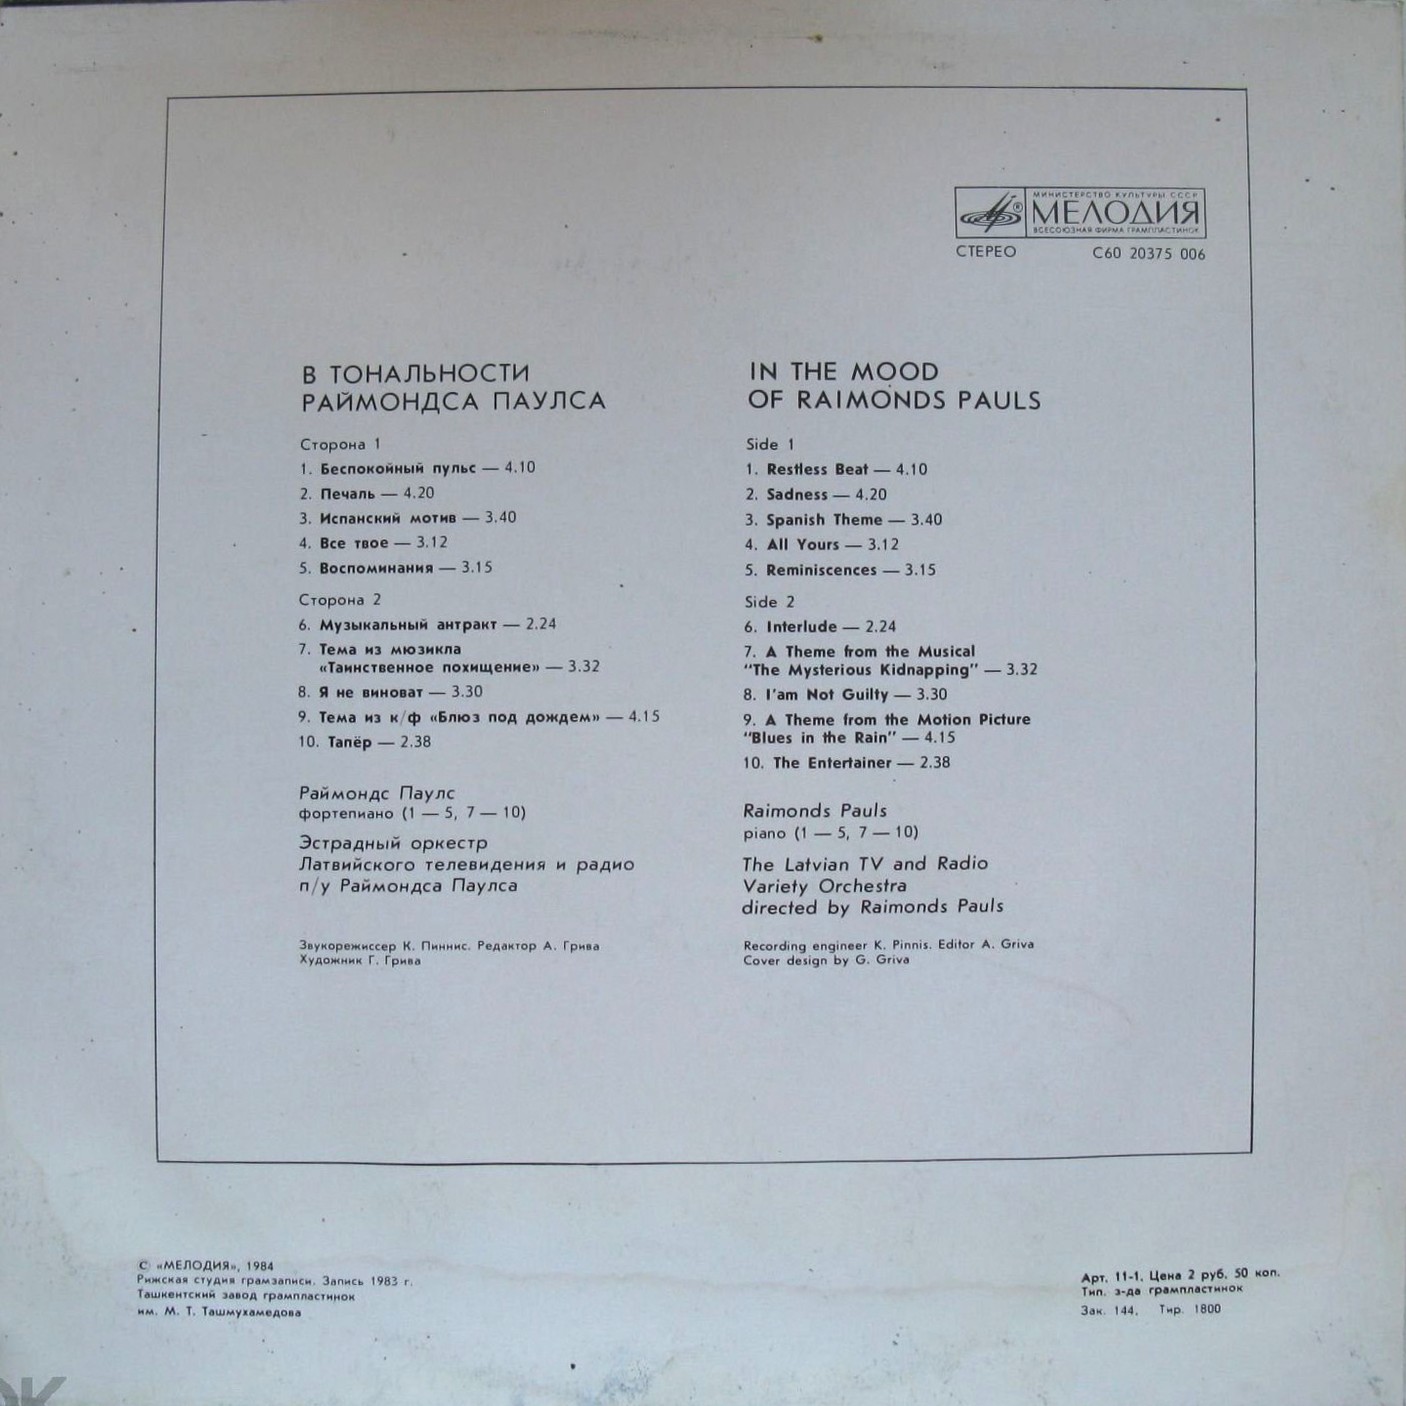 МИНИСТЕРСТВО КУЛЬТУРЫ СССР
МЕЛОДИЯ
ВСЕСОЮЗНАЯ ФИРМА ГРАМПЛАСТИНОК
СТЕРЕО С60 20375 006
В ТОНАЛЬНОСТИ
РАЙМОНДСА ПАУЛСА
Сторона 1
1. Беспокойный пульс — 4.10
2. Печаль — 4.20
3. Испанский мотив — 3.40
4. Все твое — 3.12
5. Воспоминания — 3.15
Сторона 2
6. Музыкальный антракт — 2.24
7. Тема из мюзикла
«Таинственное похищение» — 3.32
8. Я не виноват — 3.30
9. Тема из к/ф «Блюз под дождем» — 4.15
10. Тапёр — 2.38
Раймондс Паулс
фортепиано (1 — 5, 7 — 10)
Эстрадный оркестр
Латвийского телевидения и радио
п/у Раймондса Паулса
Звукорежиссер К. Пиннис. Редактор А. Грива
Художник Г. Грива
IN THE MOOD
OF RAIMONDS PAULS
Side 1
1. Restless Beat — 4.10
2. Sadness — 4.20
3. Spanish Theme — 3.40
4. All Yours — 3.12
5. Reminiscences — 3.15
Side 2
6. Interlude — 2.24
7. A Theme from the Musical
"The Mysterious Kidnapping" — 3.32
8. I'am Not Guilty — 3.30
9. A Theme from the Motion Picture
"Blues in the Rain" — 4.15
10. The Entertainer — 2.38
Raimonds Pauls
piano (1 — 5, 7 — 10)
The Latvian TV and Radio
Variety Orchestra
directed by Raimonds Pauls
Recording engineer K. Pinnis. Editor A. Griva
Cover design by G. Griva
С «МЕЛОДИЯ», 1984
Рижская студия грамзаписи. Запись 1983 г.
Ташкентский завод грампластинок
им. М. Т. Ташмухамедова
Арт. 11-1. Цена 2 руб. 50 коп.
Тип. з-да грампластинок
Зак. 144. Тир. 1800